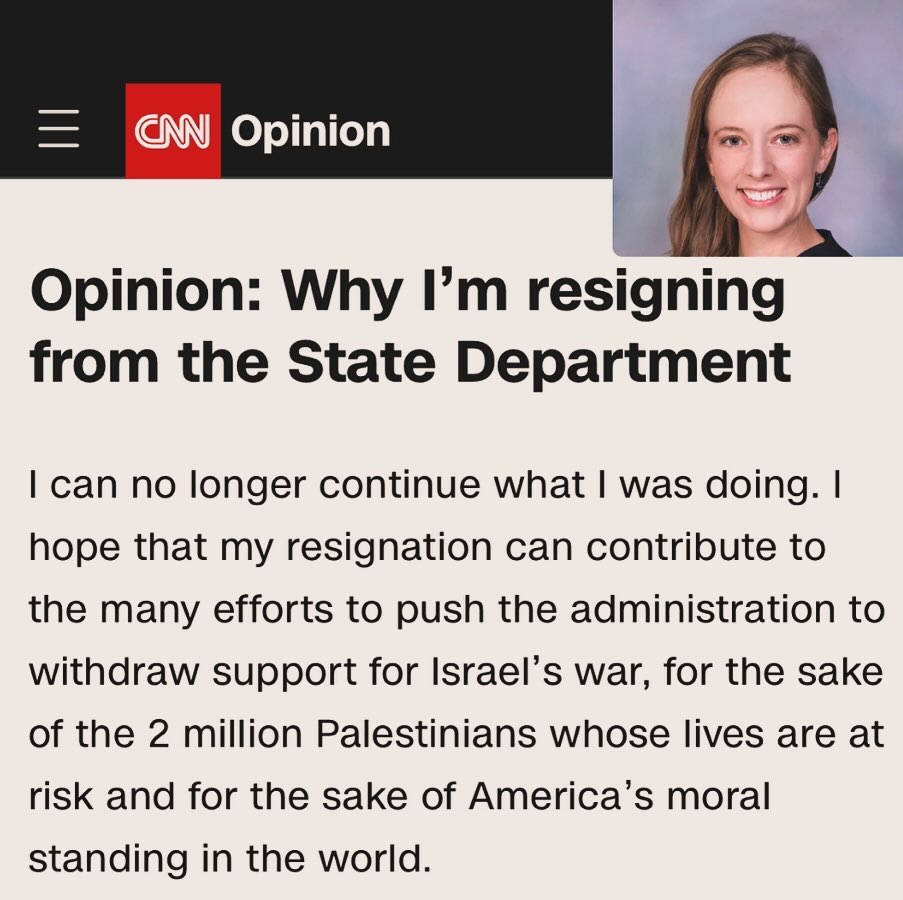 CNN Opinion
Opinion: Why I’m resigning
from the State Department
I can no longer continue what I was doing. I
hope that my resignation can contribute to
the many efforts to push the administration to
withdraw support for Israel’s war, for the sake
of the 2 million Palestinians whose lives are at
risk and for the sake of America’s moral
standing in the world.